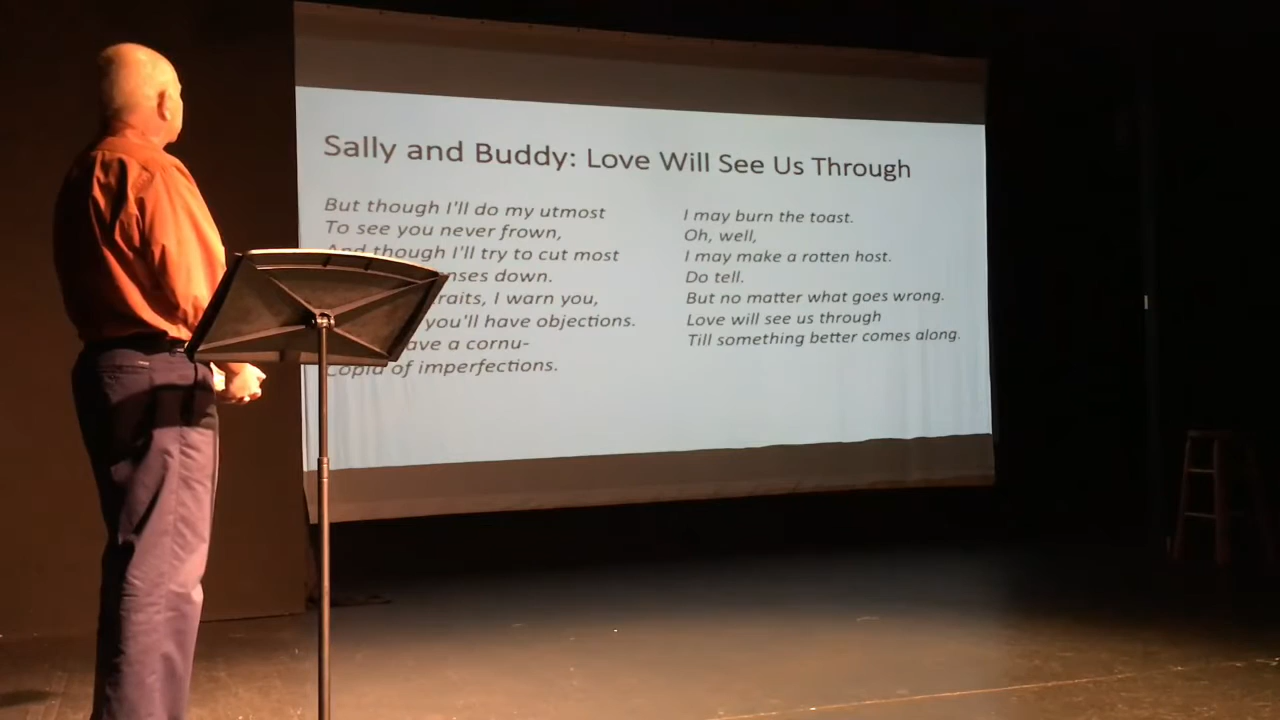 Sally and Buddy: Love Will See Us Through
But though I'll do my utmost
To see you never frown,
And though I'll try to cut most
down.
I warn you,
you'll have objections.
a cornu-
Copia of imperfections.
I may burn the toast.
Oh, well,
I may make a rotten host.
Do tell.
But no matter what goes wrong.
Love will see us through
Till something better comes along.